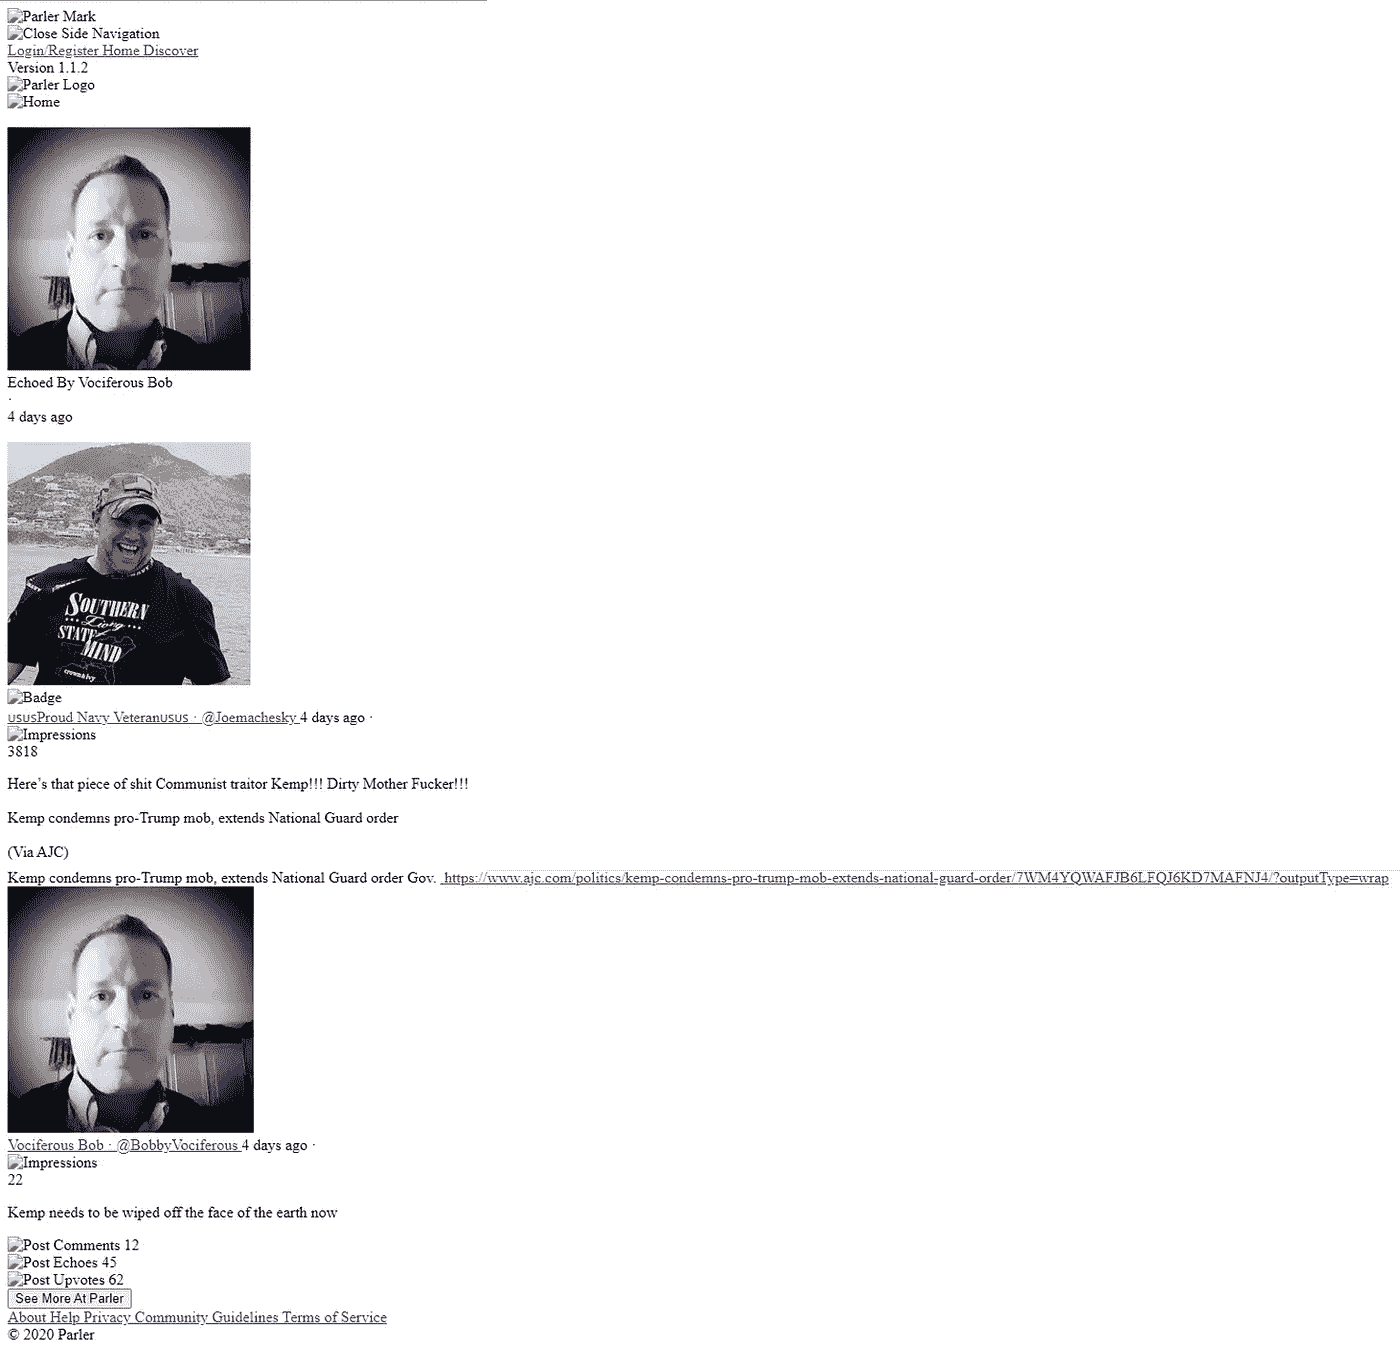 Parler Mark
Close Side Navigation
Login/Register Home Discover
Version 1.1.2
Parler Logo
Home
Echoed By Vociferous Bob
·
4 days ago
SOUTHERN
Living
STATE of
MIND
crown & ivy
Badge
ᴜsᴜsProud Navy Veteranᴜsᴜs · @Joemachesky 4 days ago ·
Impressions
3818
Here’s that piece of shit Communist traitor Kemp!!! Dirty Mother Fucker!!!
Kemp condemns pro-Trump mob, extends National Guard order
(Via AJC)
Kemp condemns pro-Trump mob, extends National Guard order Gov. https://www.ajc.com/politics/kemp-condemns-pro-trump-mob-extends-national-guard-order/7WM4YQWAFJB6LFQJ6KD7MAFNJ4/?outputType=wrap
Vociferous Bob · @BobbyVociferous 4 days ago ·
Impressions
22
Kemp needs to be wiped off the face of the earth now
Post Comments 12
Post Echoes 45
Post Upvotes 62
See More At Parler
About Help Privacy Community Guidelines Terms of Service
© 2020 Parler